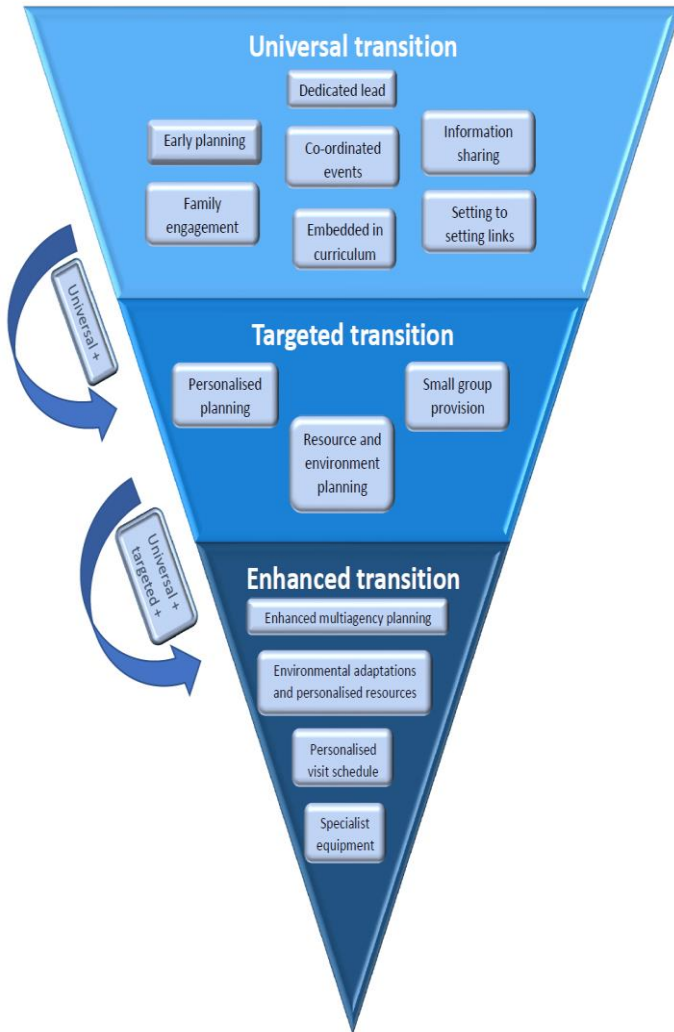 Universal transition
Dedicated lead
Early planning
Co-ordinated
events
Information
sharing
Family
engagement
Embedded in
curriculum
Setting to
setting links
Universal +
Targeted transition
Personalised
planning
Small group
provision
Resource and
environment
planning
Universal +
targeted +
Enhanced transition
Enhanced multiagency planning
Environmental adaptations
and personalised resources
Personalised
visit schedule
Specialist
equipment